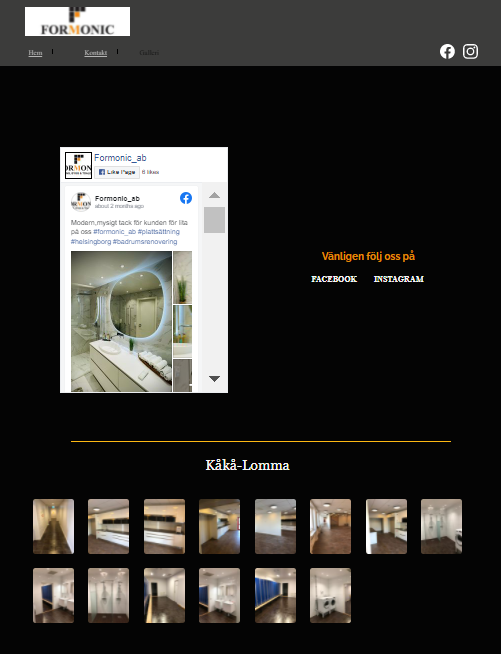 FORMONIC
Hem
Kontakt
Galleri
Formonic_ab
Like Page
6 likes
Formonic_ab
about 2 months ago
Modern,mysigt tack för kunden för lita
på oss #formonic_ab #plattsättning
#helsingborg #badrumsrenovering
Vänligen följ oss på
FACEBOOK INSTAGRAM
Kåkå-Lomma